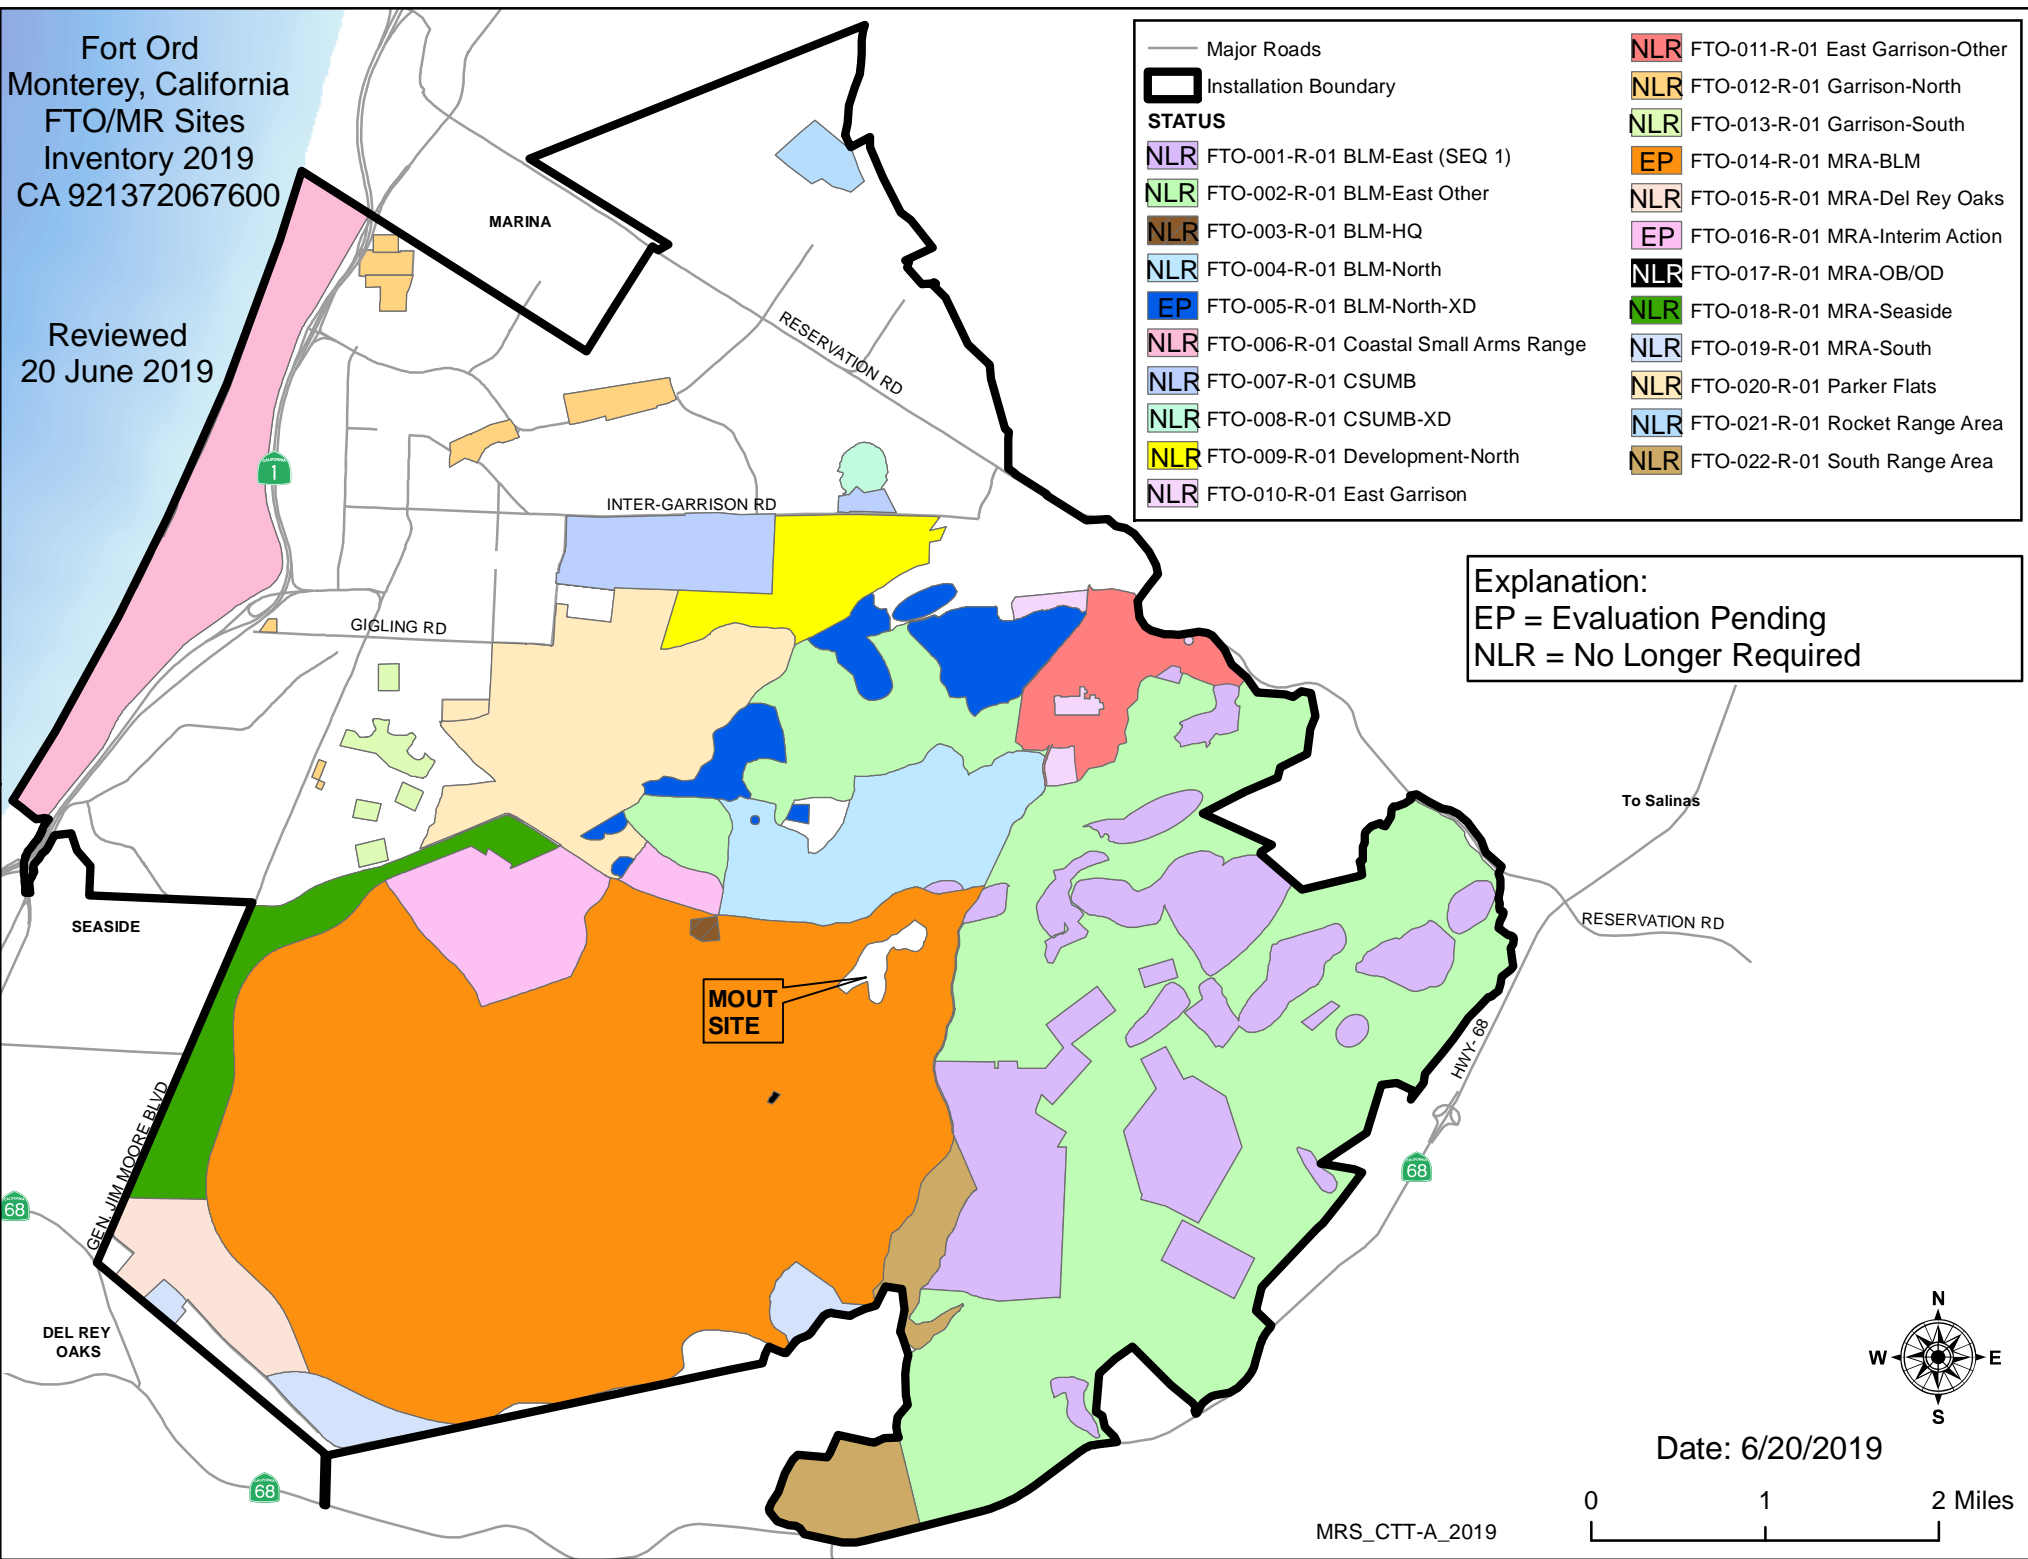 Fort Ord
Monterey, California
FTO/MR Sites
Inventory 2019
CA 921372067600
Reviewed
20 June 2019
Major Roads
Installation Boundary
STATUS
NLR FTO-001-R-01 BLM-East (SEQ 1)
NLR FTO-002-R-01 BLM-East Other
NLR FTO-003-R-01 BLM-HQ
NLR FTO-004-R-01 BLM-North
EP FTO-005-R-01 BLM-North-XD
NLR FTO-006-R-01 Coastal Small Arms Range
NLR FTO-007-R-01 CSUMB
NLR FTO-008-R-01 CSUMB-XD
NLR FTO-009-R-01 Development-North
NLR FTO-010-R-01 East Garrison
NLR FTO-011-R-01 East Garrison-Other
NLR FTO-012-R-01 Garrison-North
NLR FTO-013-R-01 Garrison-South
EP FTO-014-R-01 MRA-BLM
NLR FTO-015-R-01 MRA-Del Rey Oaks
EP FTO-016-R-01 MRA-Interim Action
NLR FTO-017-R-01 MRA-OB/OD
NLR FTO-018-R-01 MRA-Seaside
NLR FTO-019-R-01 MRA-South
NLR FTO-020-R-01 Parker Flats
NLR FTO-021-R-01 Rocket Range Area
NLR FTO-022-R-01 South Range Area
Explanation:
EP = Evaluation Pending
NLR = No Longer Required
MARINA
RESERVATION RD
CALIFORNIA
1
INTER-GARRISON RD
GIGLING RD
To Salinas
RESERVATION RD
SEASIDE
MOUT
SITE
HWY- 68
GEN. JIM MOORE BLVD
CALIFORNIA
68
CALIFORNIA
68
DEL REY
OAKS
CALIFORNIA
68
N
W E
S
Date: 6/20/2019
0 1 2 Miles
MRS_CTT-A_2019